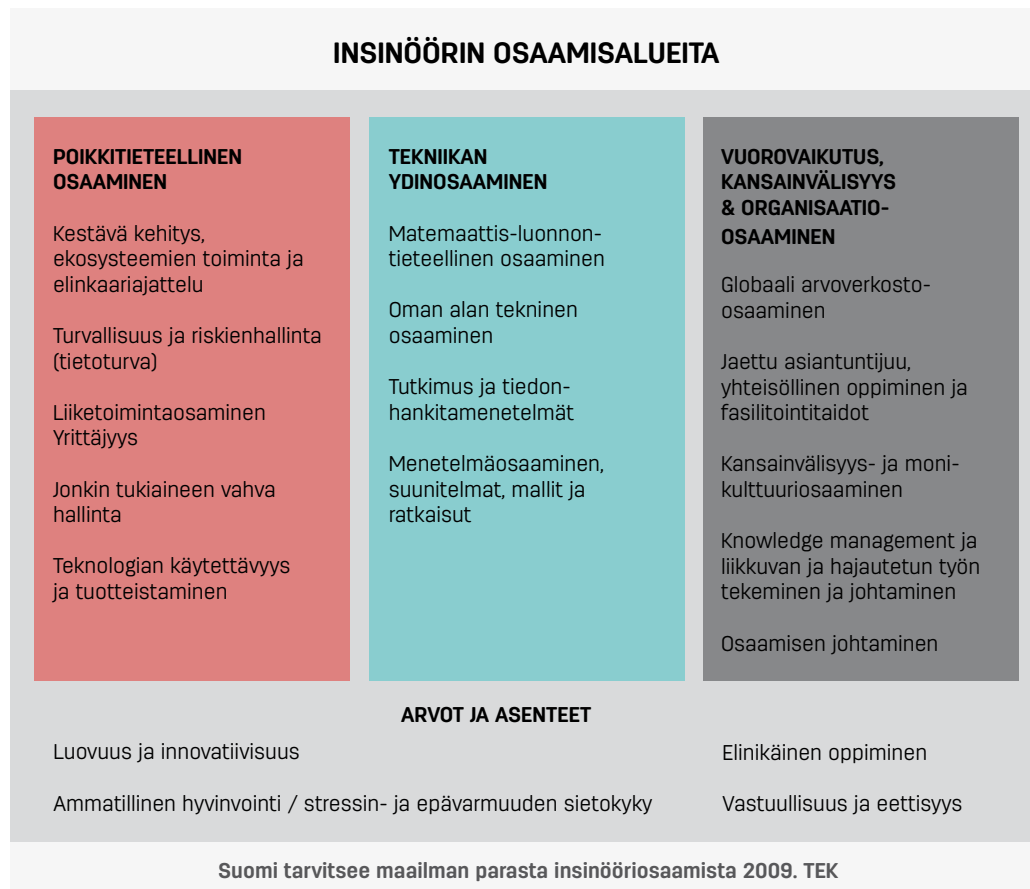 INSINÖÖRIN OSAAMISALUEITA
POIKKITIETEELLINEN
OSAAMINEN
Kestävä kehitys,
ekosysteemien toiminta ja
elinkaariajattelu
Turvallisuus ja riskienhallinta
(tietoturva)
Liiketoimintaosaminen
Yrittäjyys
Jonkin tukiaineen vahva
hallinta
Teknologian käytettävyys
ja tuotteistaminen
TEKNIIKAN
YDINOSAAMINEN
Matemaattis-luonnon-
tieteellinen osaaminen
Oman alan tekninen
osaaminen
Tutkimus ja tiedon-
hankitamenetelmät
Menetelmäosaaminen,
suunitelmat, mallit ja
ratkaisut
VUOROVAIKUTUS,
KANSAINVÄLISYYS
& ORGANISAATIO-
OSAAMINEN
Globaali arvoverkosto-
osaaminen
Jaettu asiantuntijuu,
yhteisöllinen oppiminen ja
fasilitointitaidot
Kansainvälisyys- ja moni-
kulttuuriosaaminen
Knowledge management ja
liikkuvan ja hajautetun työn
tekeminen ja johtaminen
Osaamisen johtaminen
ARVOT JA ASENTEET
Luovuus ja innovatiivisuus
Elinikäinen oppiminen
Ammatillinen hyvinvointi / stressin- ja epävarmuuden sietokyky
Vastuullisuus ja eettisyys
Suomi tarvitsee maailman parasta insinööriosaamista 2009. TEK